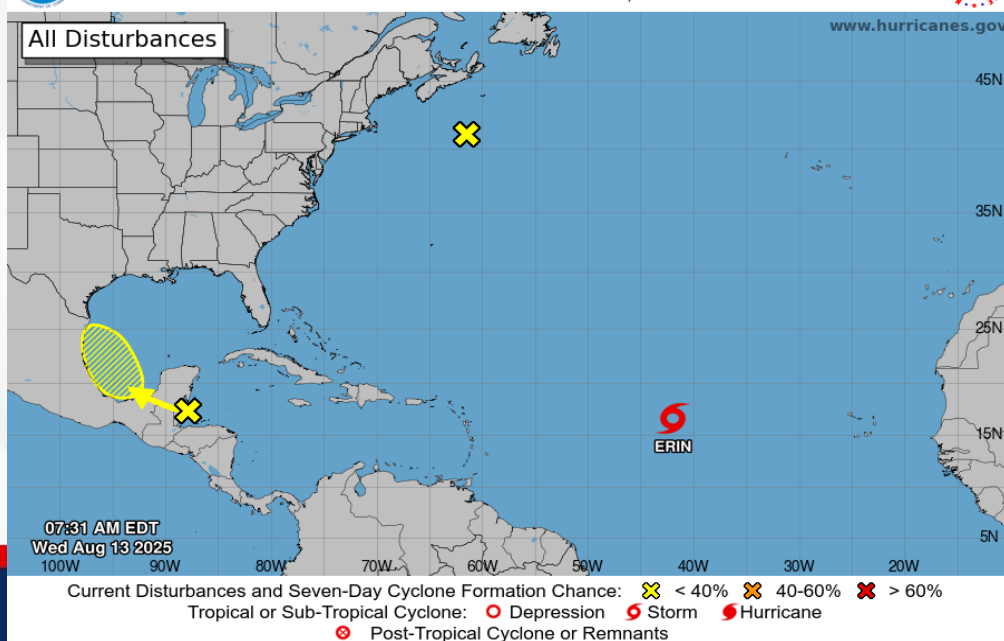 www.hurricanes.gov
All Disturbances
45N
35N
25N
ERIN
15N
07:31 AM EDT
Wed Aug 13 2025
5N
100W 90W 80W 70W 60W 50W 40W 30W 20W
Current Disturbances and Seven-Day Cyclone Formation Chance: < 40% 40-60% > 60%
Tropical or Sub-Tropical Cyclone: Depression Storm Hurricane
Post-Tropical Cyclone or Remnants